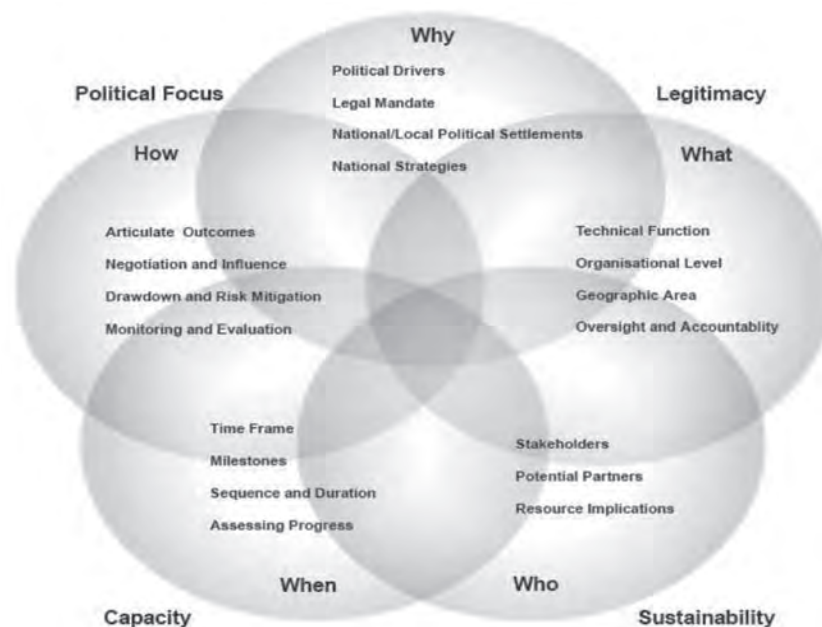 Why
Political Drivers
Political Focus
Legitimacy
Legal Mandate
National/Local Political Settlements
How
What
National Strategies
Articulate Outcomes
Negotiation and Influence
Drawdown and Risk Mitigation
Monitoring and Evaluation
Technical Function
Organisational Level
Geographic Area
Oversight and Accountablity
Time Frame
Milestones
Sequence and Duration
Assessing Progress
Stakeholders
Potential Partners
Resource Implications
When
Who
Capacity
Sustainability